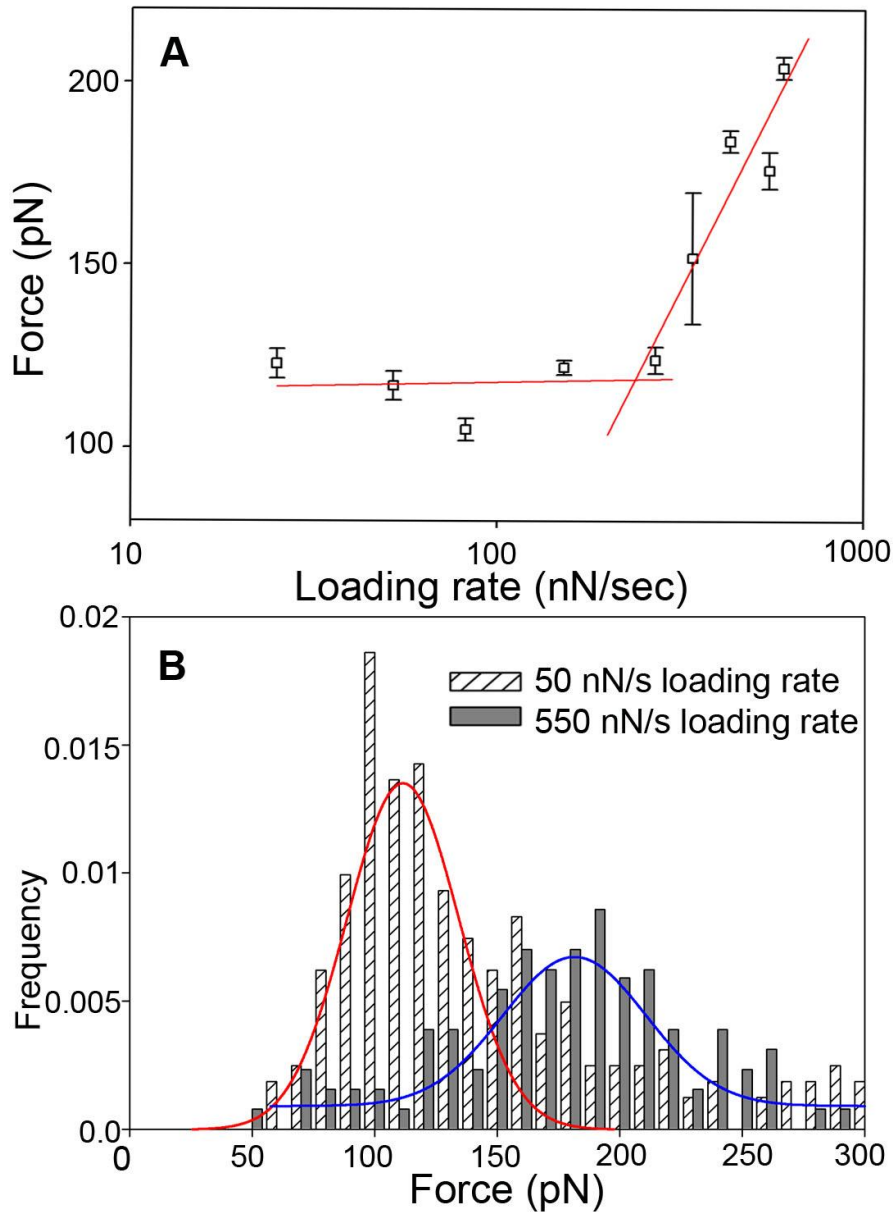 A
200
150
100
Force (pN)
10
100
1000
Loading rate (nN/sec)
B
50 nN/s loading rate
550 nN/s loading rate
0.02
0.015
0.01
0.005
0.0
Frequency
0
50
100
150
200
250
300
Force (pN)